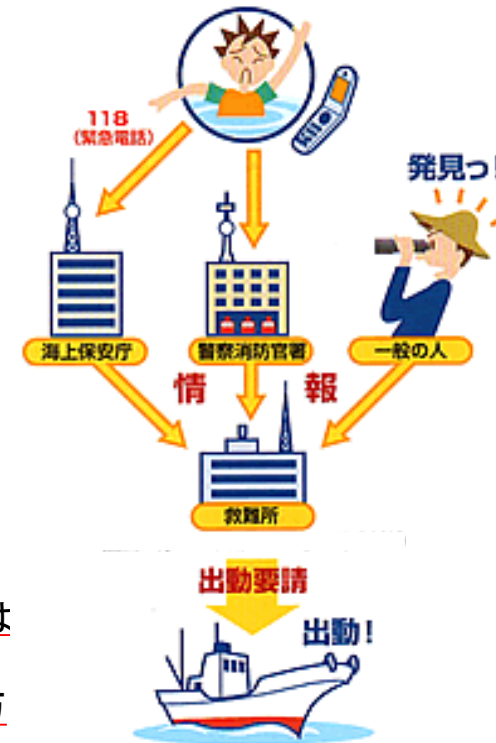 118
(緊急電話)
発見っ!
海上保安庁
警察消防官署
一般の人
情 報
救難所
出動要請
出動!
は